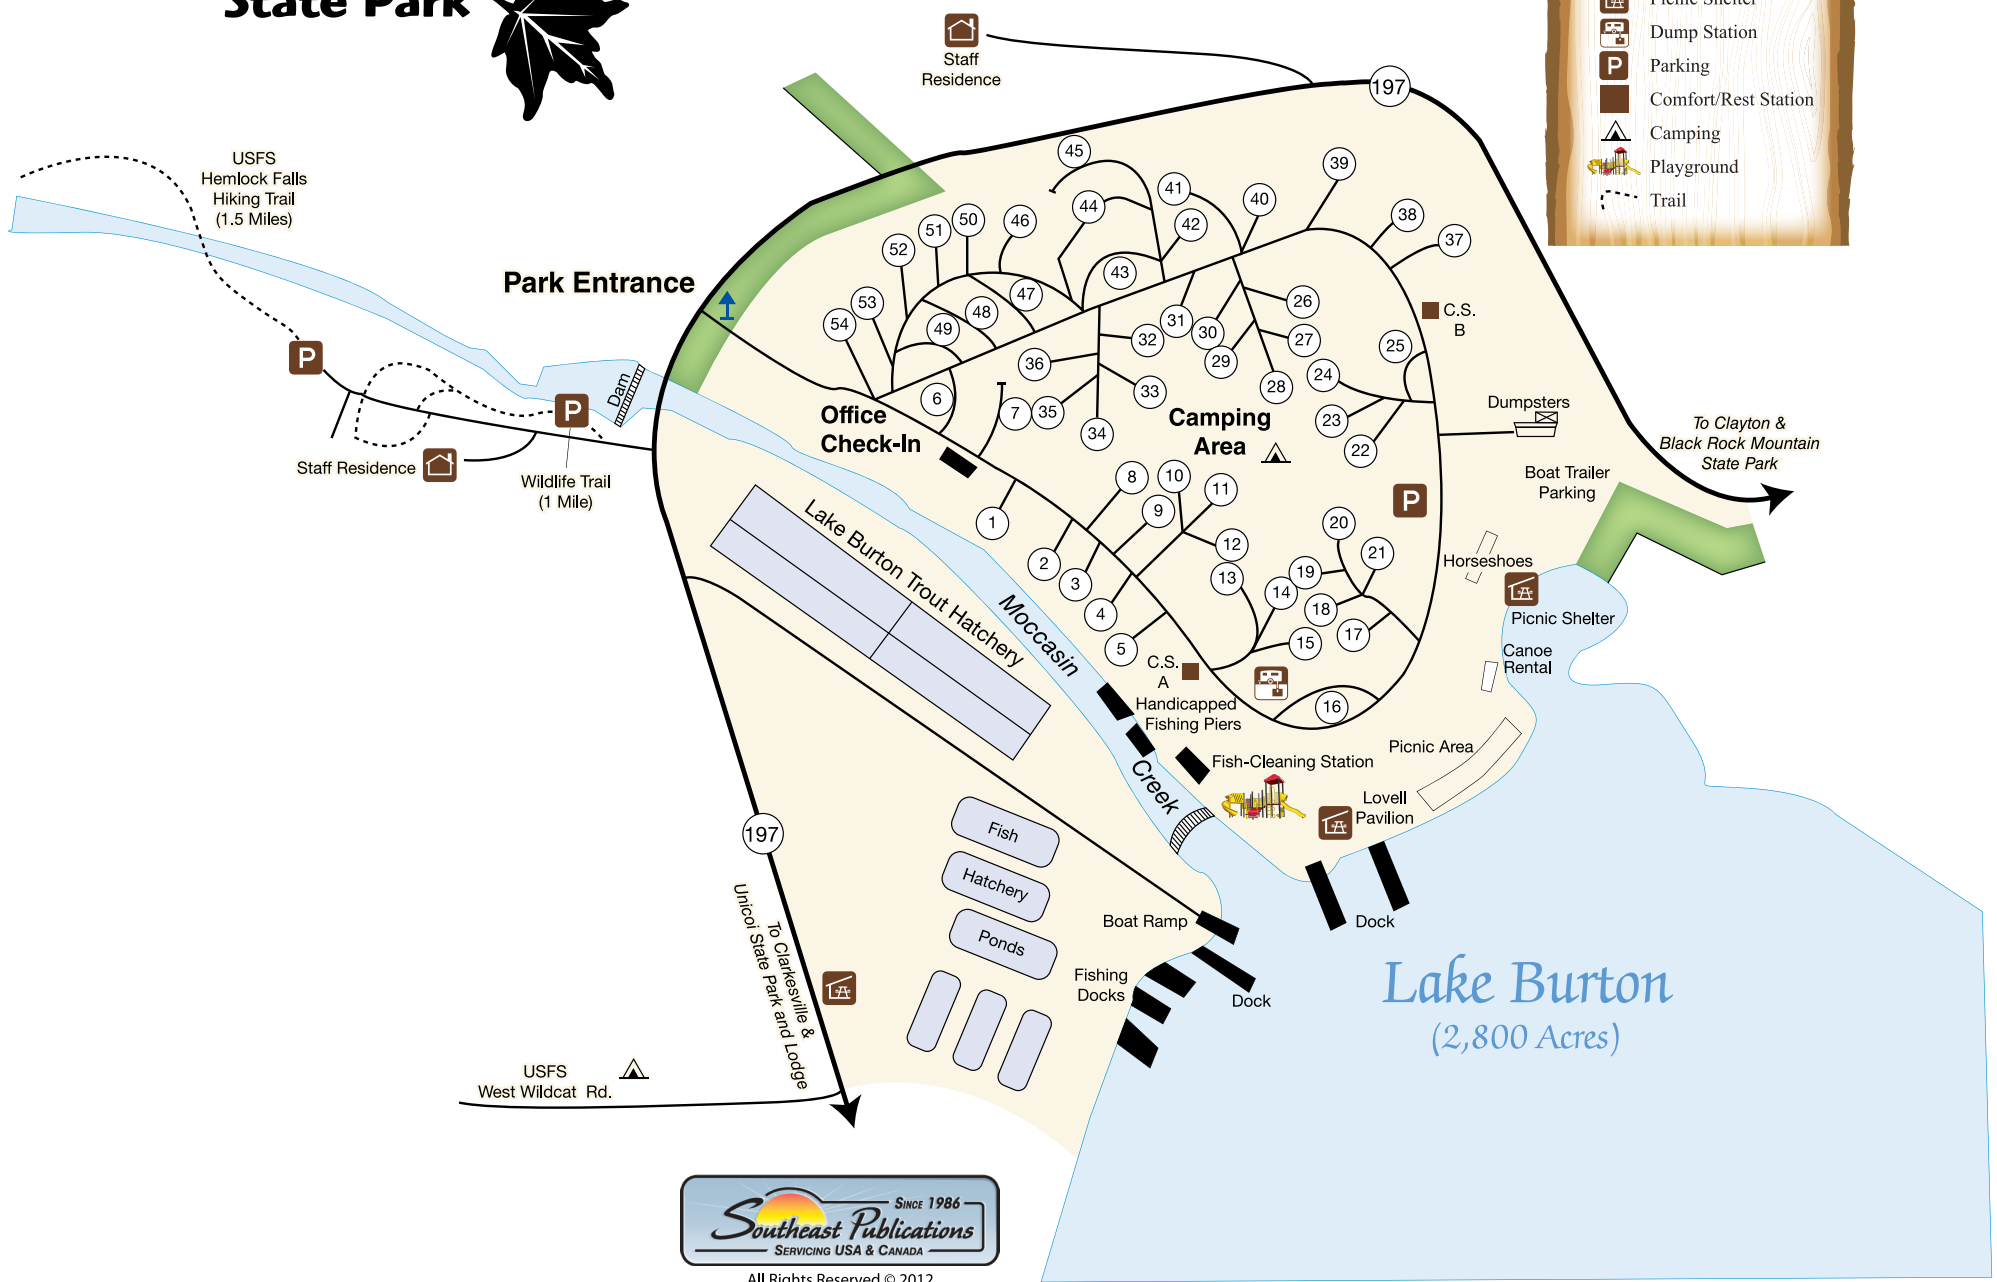 State Park
Staff
Residence
197
Picnic Shelter
Dump Station
P
Parking
Comfort/Rest Station
Camping
Playground
Trail
USFS
Hemlock Falls
Hiking Trail
(1.5 Miles)
Park Entrance
45
44
41
42
40
39
38
37
43
46
50
51
52
53
54
47
48
49
36
32
31
30
29
26
27
28
33
34
35
6
7
25
24
23
22
C.S.
B
P
P
Dam
Staff Residence
Wildlife Trail
(1 Mile)
Office
Check-In
Camping
Area
Dumpsters
To Clayton &
Black Rock Mountain
State Park
Boat Trailer
Parking
P
Horseshoes
Picnic Shelter
Canoe
Rental
1
2
3
4
5
8
9
10
11
12
13
14
15
16
17
18
19
20
21
Lake Burton Trout Hatchery
Moccasin
Creek
C.S.
A
Handicapped
Fishing Piers
Fish-Cleaning Station
Picnic Area
Lovell
Pavilion
197
Fish
Hatchery
Ponds
Boat Ramp
Fishing
Docks
Dock
Dock
To Clarkesville &
Unicoi State Park and Lodge
Lake Burton
(2,800 Acres)
USFS
West Wildcat Rd.
Since 1986
Southeast Publications
Servicing USA & Canada
All Rights Reserved © 2012